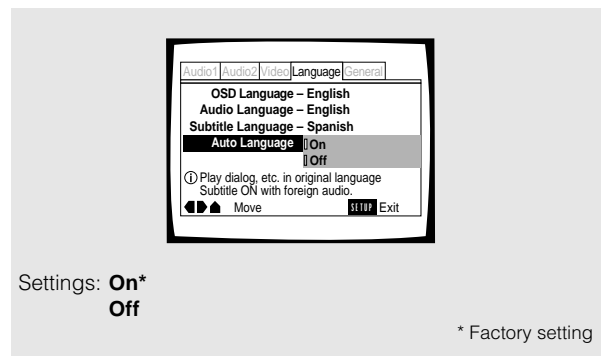 Audio1 Audio2 Video Language General
OSD Language – English
Audio Language – English
Subtitle Language – Spanish
Auto Language On
Off
Play dialog, etc. in original language
Subtitle ON with foreign audio.
Move SETUP Exit
Settings: On*
Off
* Factory setting